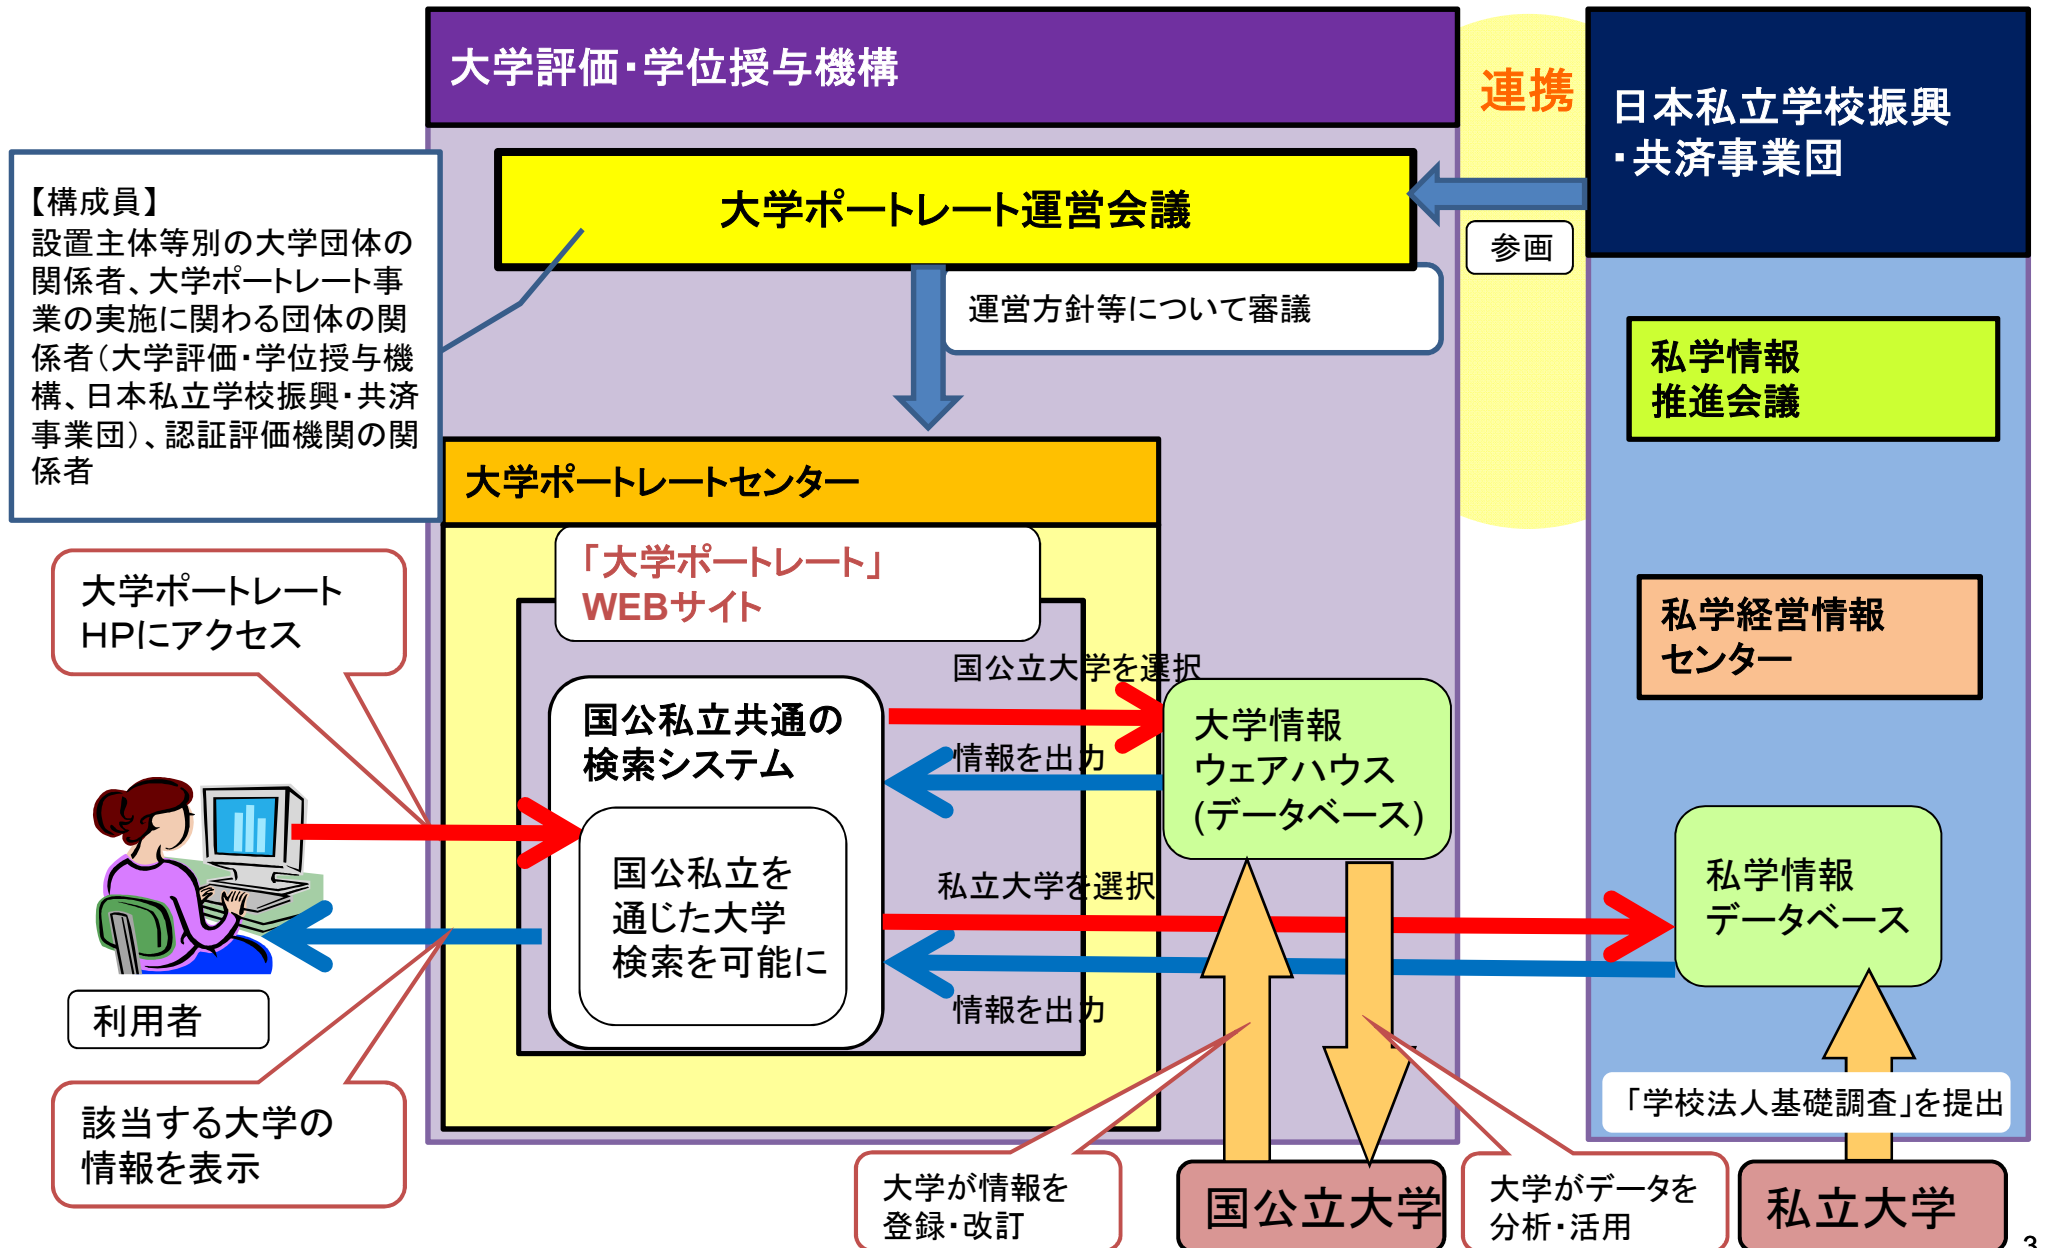 大学評価・学位授与機構
連携
日本私立学校振興
・共済事業団
大学ポートレート運営会議
参画
【構成員】
設置主体等別の大学団体の
関係者、大学ポートレート事
業の実施に関わる団体の関
係者（大学評価・学位授与機
構、日本私立学校振興・共済
事業団）、認証評価機関の関
係者
運営方針等について審議
私学情報
推進会議
大学ポートレートセンター
「大学ポートレート」
WEBサイト
大学ポートレート
HPにアクセス
私学経営情報
センター
国公立大学を選択
国公私立共通の
検索システム
情報を出力
大学情報
ウェアハウス
(データベース)
国公私立を
通じた大学
検索を可能に
私立大学を選択
私学情報
データベース
情報を出力
利用者
該当する大学の
情報を表示
「学校法人基礎調査」を提出
大学が情報を
登録・改訂
国公立大学
大学がデータを
分析・活用
私立大学
3